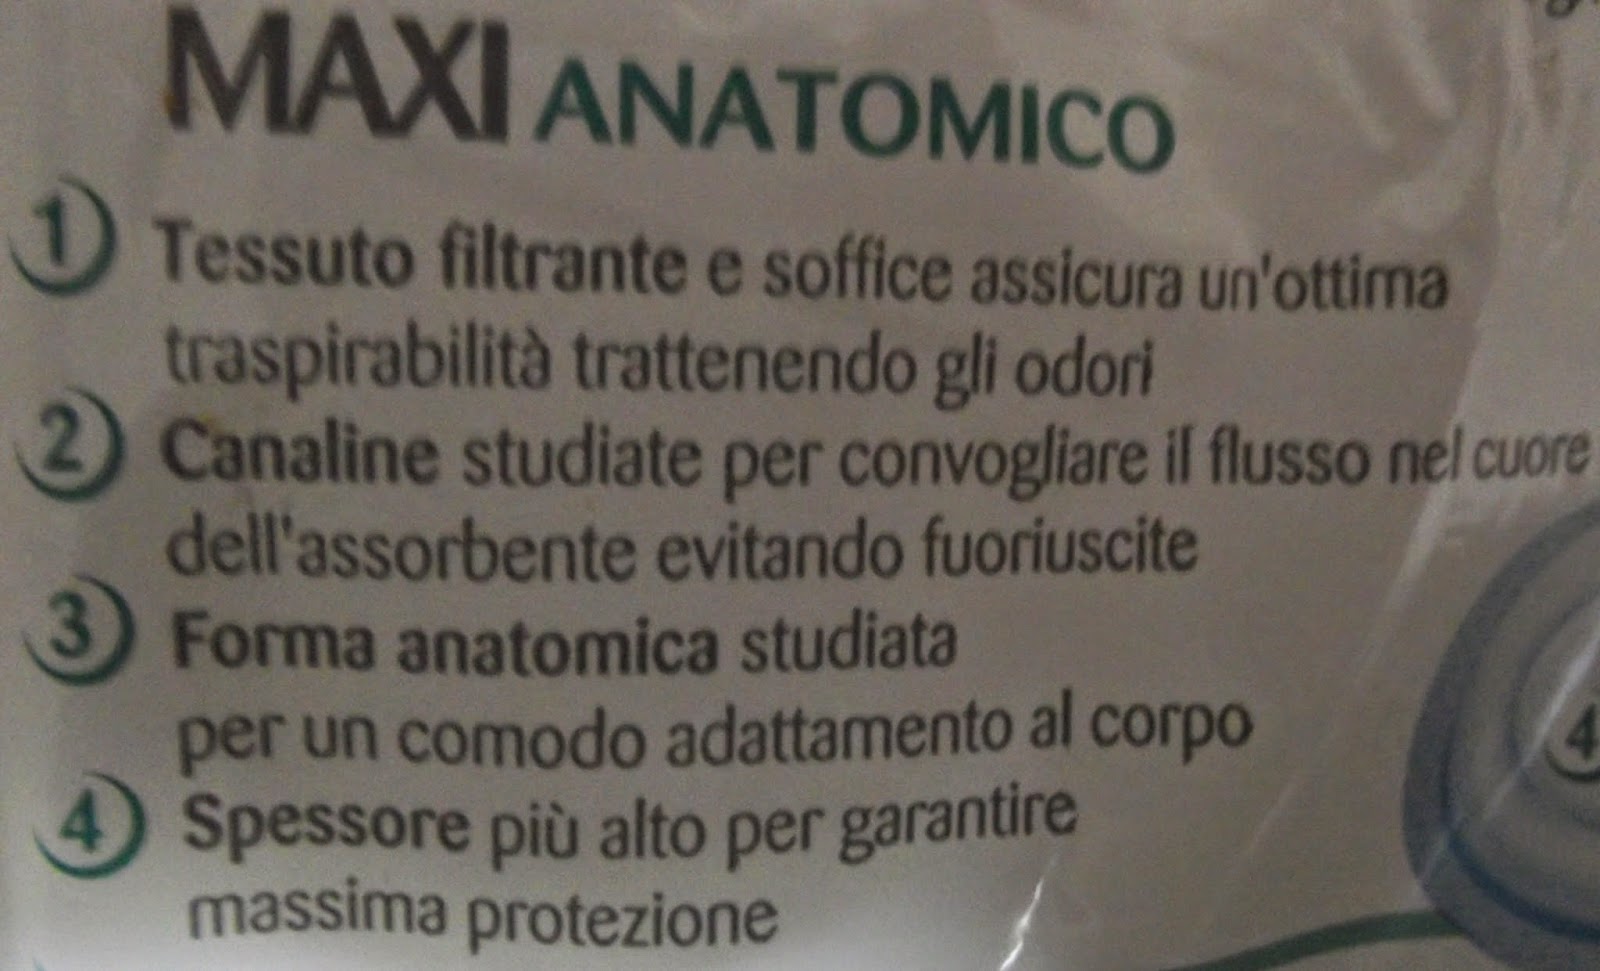 MAXI ANATOMICO
1 Tessuto filtrante e soffice assicura un'ottima
traspirabilità trattenendo gli odori
2 Canaline studiate per convogliare il flusso nel cuore
dell'assorbente evitando fuoriuscite
3 Forma anatomica studiata
per un comodo adattamento al corpo
4
4 Spessore più alto per garantire
massima protezione